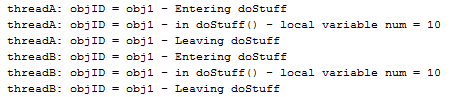 threadA: objID = obj1 - Entering doStuff
threadA: objID = obj1 - in doStuff() - local variable num = 10
threadA: objID = obj1 - Leaving doStuff
threadB: objID = obj1 - Entering doStuff
threadB: objID = obj1 - in doStuff() - local variable num = 10
threadB: objID = obj1 - Leaving doStuff